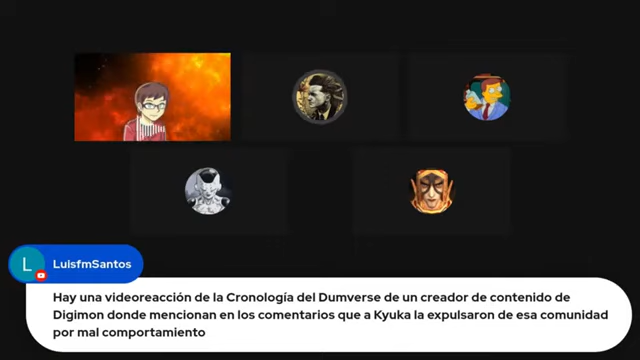 L
LuisfmSantos
Hay una videoreacción de la Cronología del Dumverse de un creador de contenido de
Digimon donde mencionan en los comentarios que a Kyuka la expulsaron de esa comunidad
por mal comportamiento